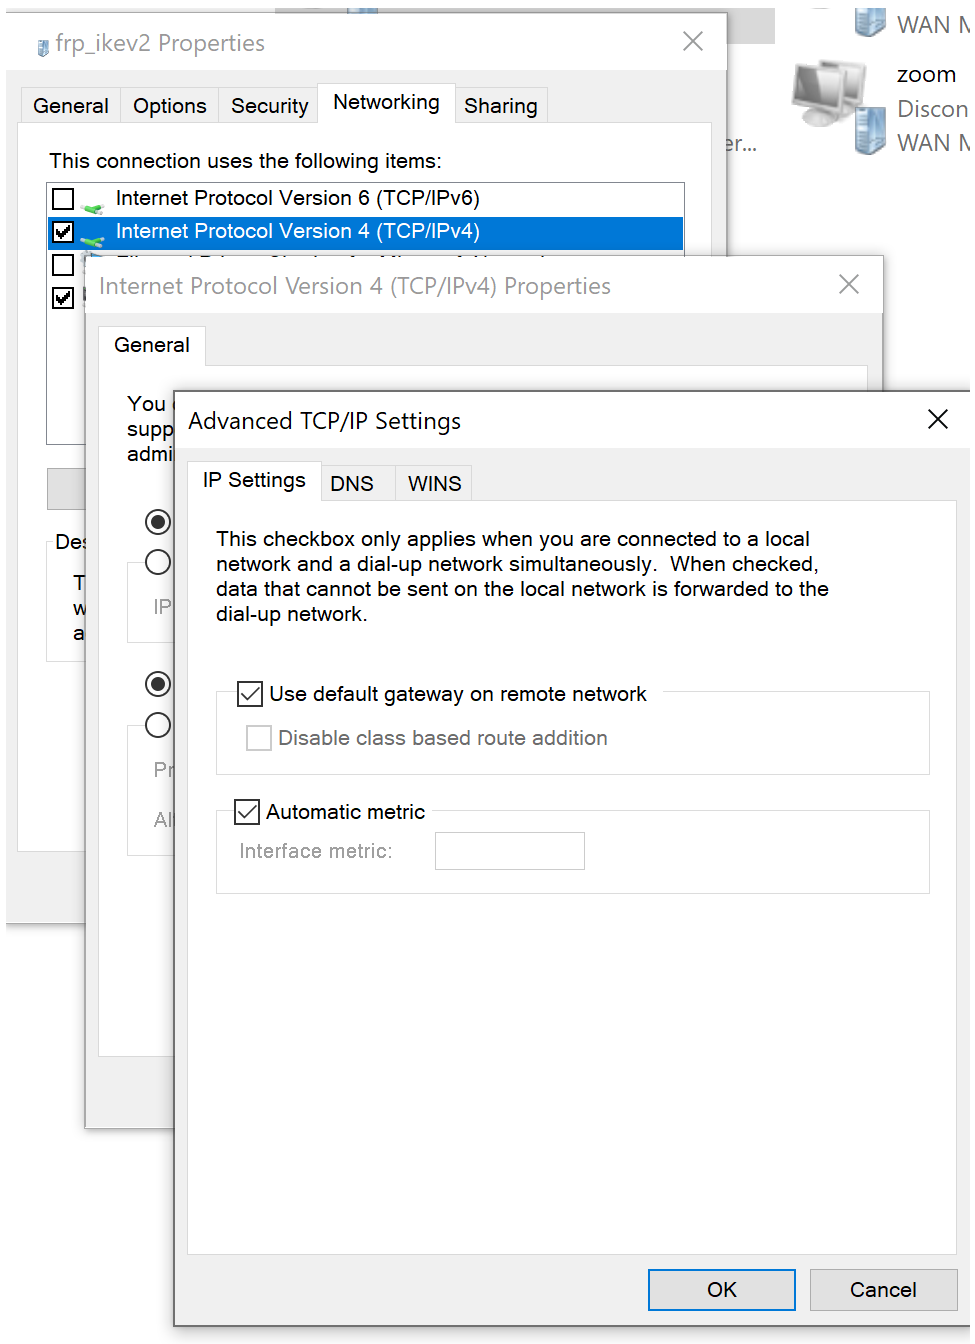 frp_ikev2 Properties
WAN M
zoom
Discon
WAN M
er...
General Options Security Networking Sharing
This connection uses the following items:
Internet Protocol Version 6 (TCP/IPv6)
Internet Protocol Version 4 (TCP/IPv4)
Internet Protocol Version 4 (TCP/IPv4) Properties
General
You
supp
admi
Advanced TCP/IP Settings
IP Settings DNS WINS
Des
T
w
a
IP
Pr
Al
This checkbox only applies when you are connected to a local
network and a dial-up network simultaneously. When checked,
data that cannot be sent on the local network is forwarded to the
dial-up network.
Use default gateway on remote network
Disable class based route addition
Automatic metric
Interface metric:
OK Cancel